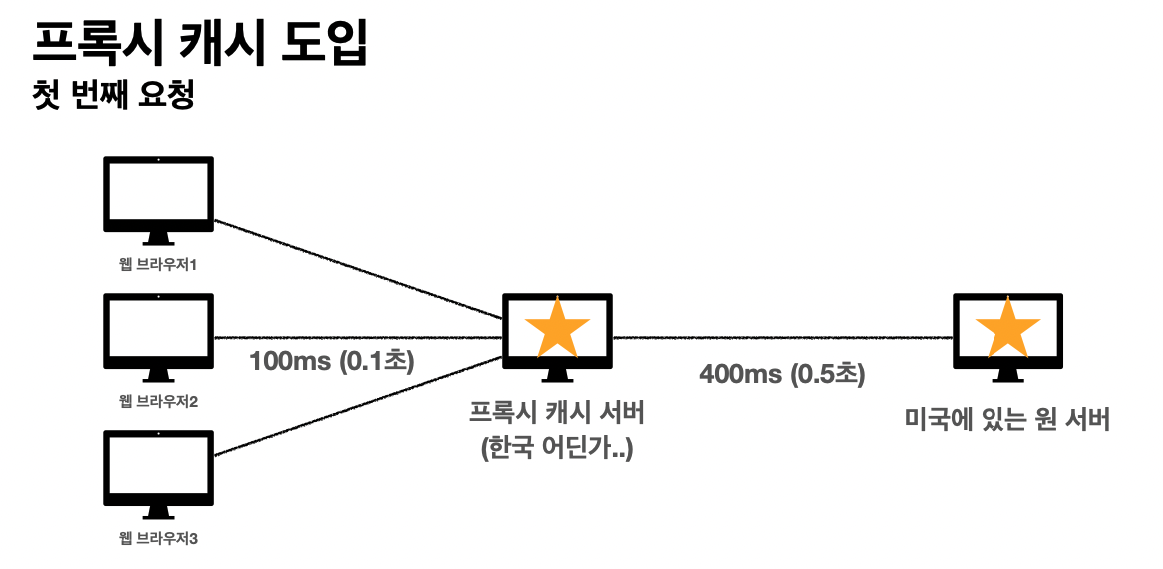 프록시 캐시 도입
첫 번째 요청
웹 브라우저1
웹 브라우저2
100ms (0.1초)
400ms (0.5초)
프록시 캐시 서버
(한국 어딘가..)
미국에 있는 원 서버
웹 브라우저3